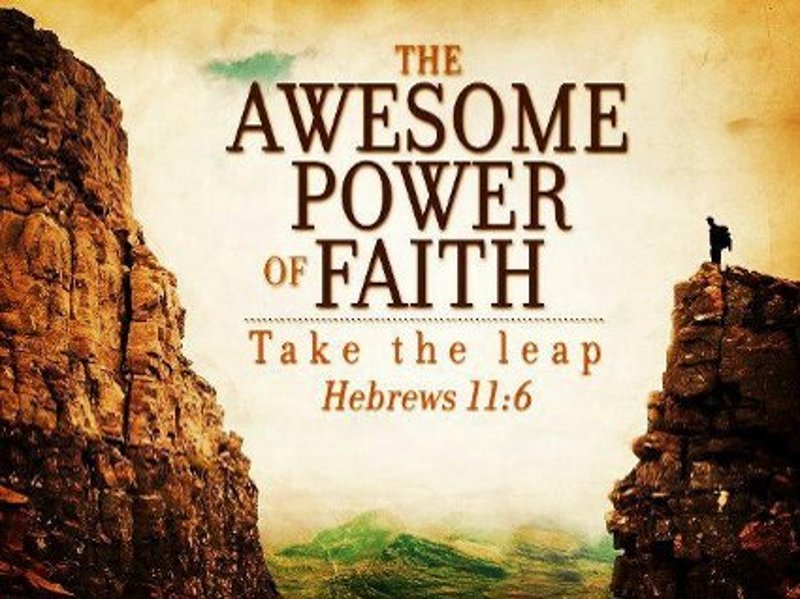 THE
AWESOME
POWER
OF FAITH
Take the leap
Hebrews 11:6